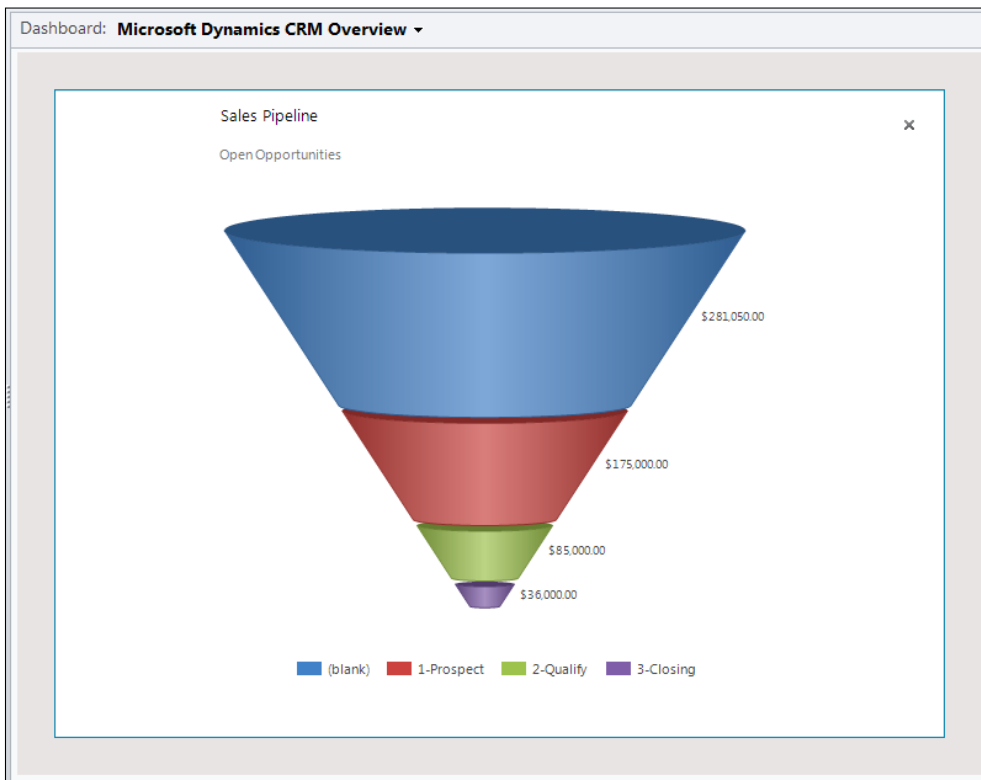 Dashboard: Microsoft Dynamics CRM Overview
Sales Pipeline
Open Opportunities
$281,050.00
$175,000.00
$85,000.00
$36,000.00
(blank) 1-Prospect 2-Qualify 3-Closing